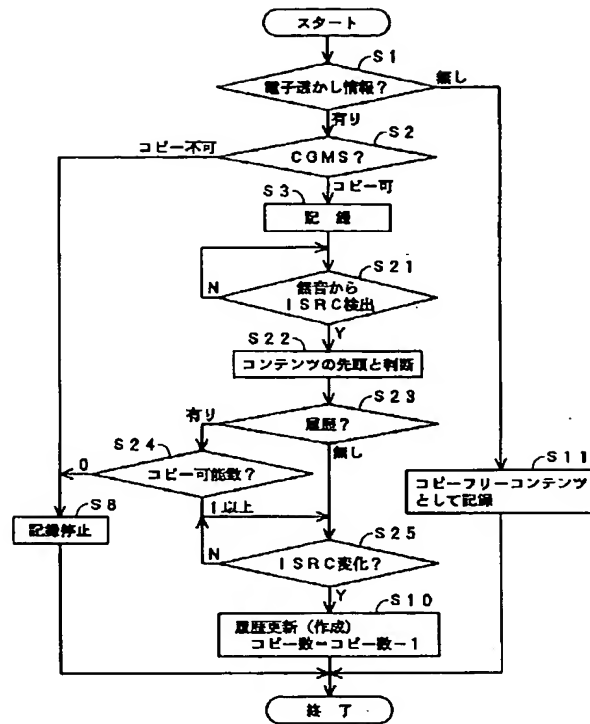 スタート
S1
電子透かし情報?
無し
有り
S2
コピー不可
CGMS?
コピー可
S3
記 録
S21
無音から
ISRC検出
N
Y
S22
コンテンツの先頭と判断
S23
履歴?
有り
無し
S24
コピー可能数?
0
1以上
S11
コピーフリーコンテンツ
として記録
S8
記録停止
S25
ISRC変化?
N
Y
S10
履歴更新(作成)
コピー数=コピー数-1
終 了